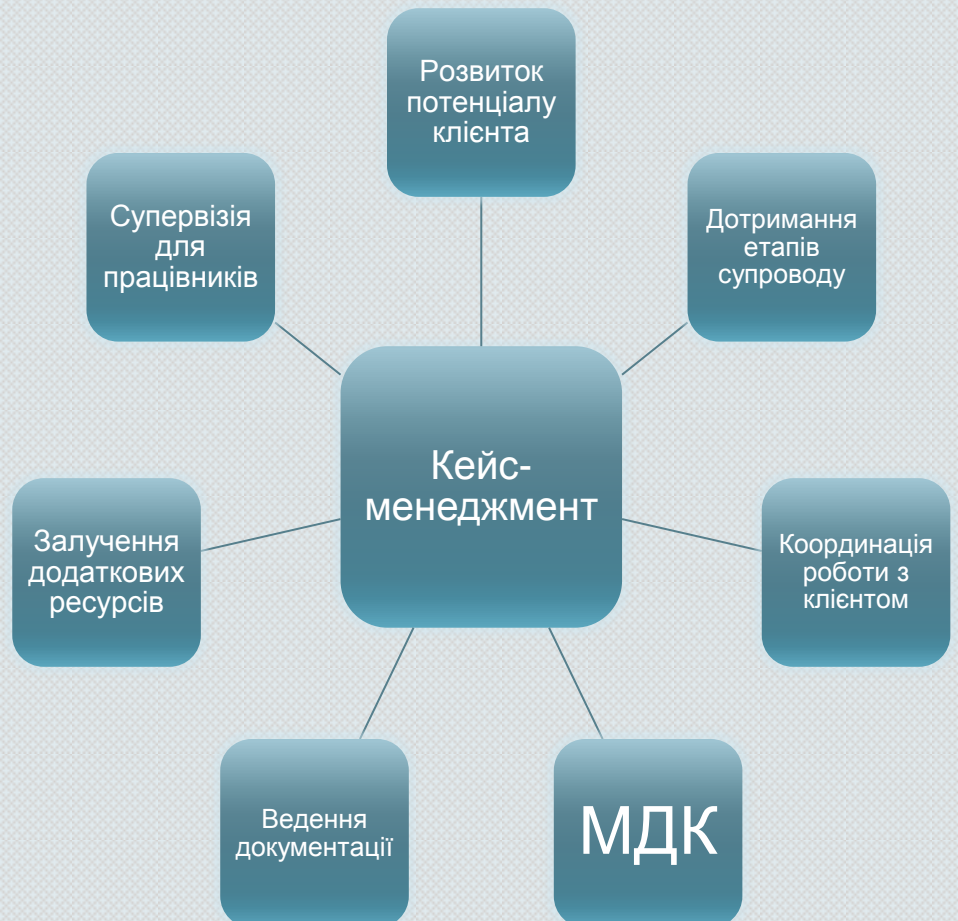 Розвиток
потенціалу
клієнта
Супервізія
для
працівників
Дотримання
етапів
супроводу
Кейс-
менеджмент
Залучення
додаткових
ресурсів
Координація
роботи з
клієнтом
Ведення
документації
МДК